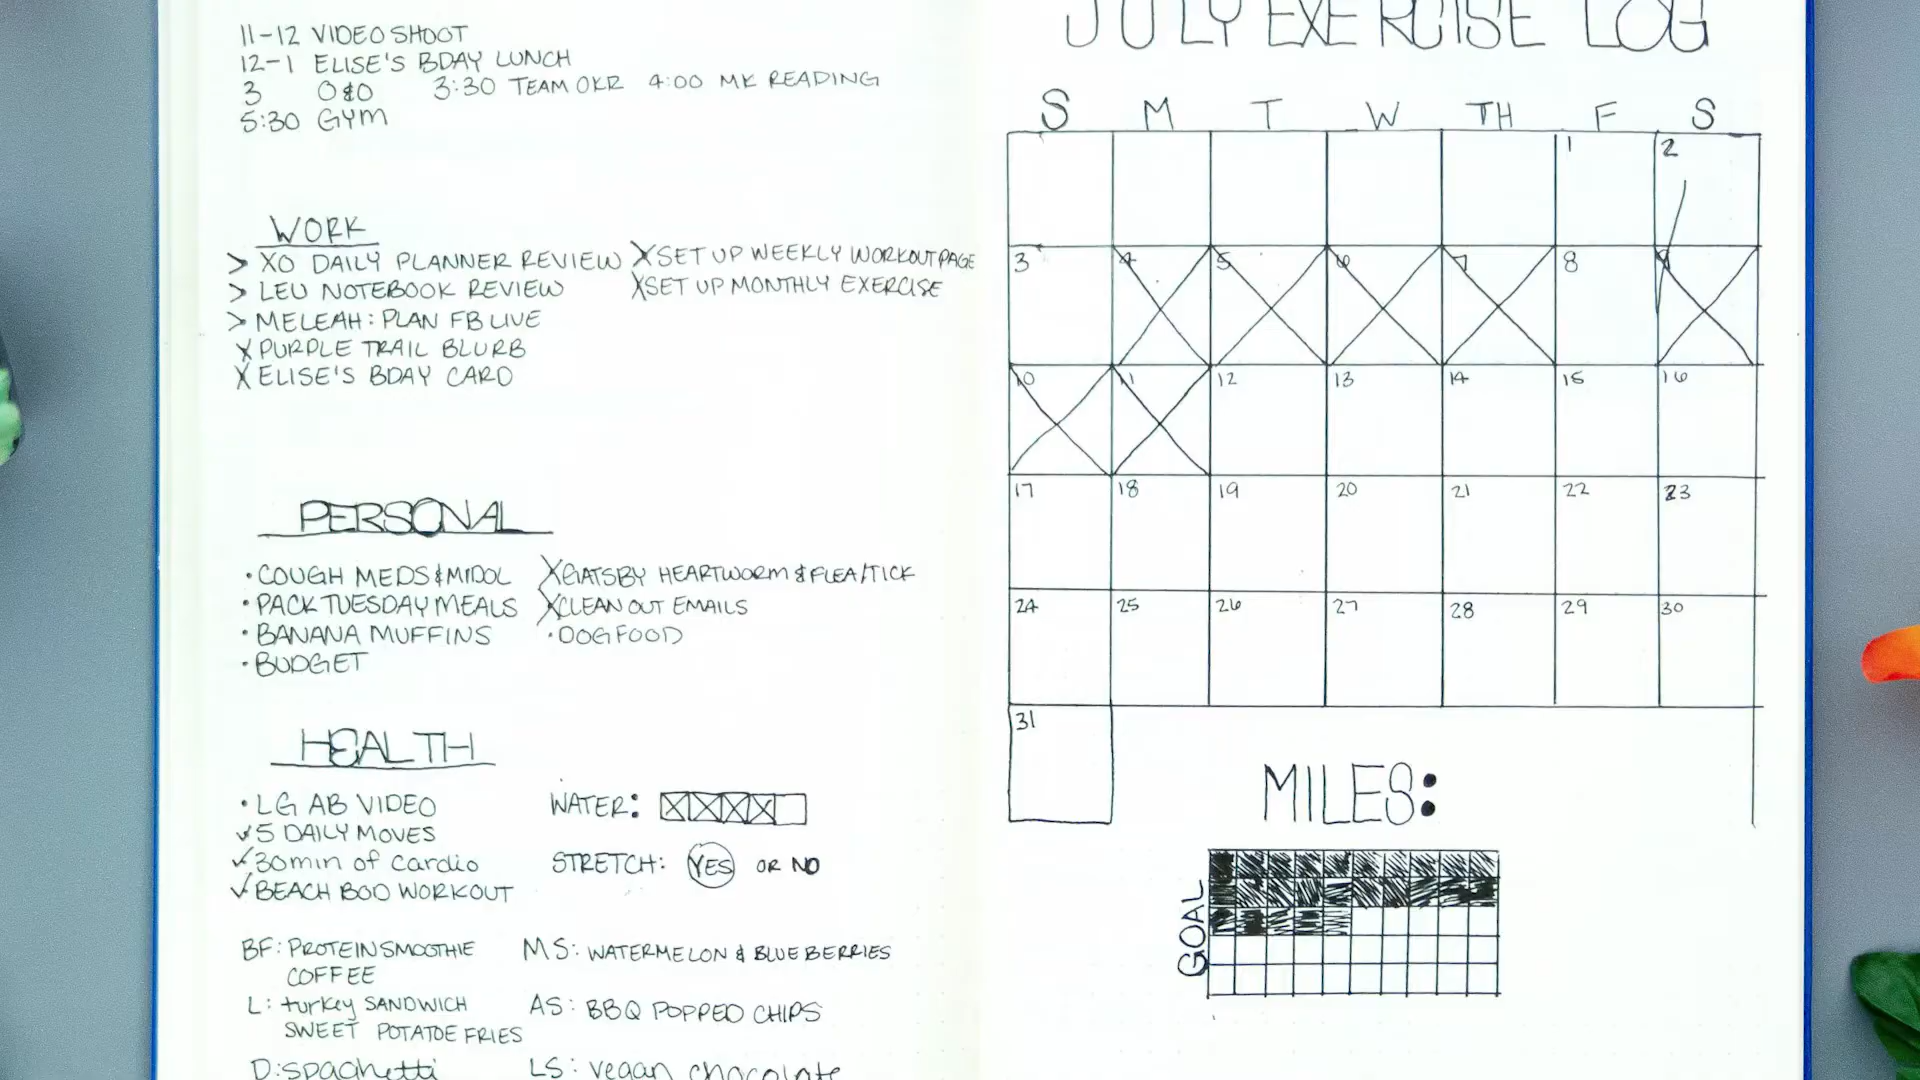 11-12 VIDEO SHOOT
12-1 ELISE'S BDAY LUNCH
3 O&O 3:30 TEAM OKR 4:00 MK READING
5:30 GYM
WORK
> XO DAILY PLANNER REVIEW X SET UP WEEKLY WORKOUT PAGE
> LEU NOTEBOOK REVIEW X SET UP MONTHLY EXERCISE
> MELEAH: PLAN FB LIVE
X PURPLE TRAIL BLURB
X ELISE'S BDAY CARD
PERSONAL
• COUGH MEDS & MIDOL X GATSBY HEARTWORM & FLEA/TICK
• PACK TUESDAY MEALS X CLEAN OUT EMAILS
• BANANA MUFFINS • DOG FOOD
• BUDGET
HEALTH
• LG AB VIDEO WATER:
✓ 5 DAILY MOVES
✓ 30min of cardio STRETCH: YES OR NO
✓ BEACH BOD WORKOUT
BF: PROTEIN SMOOTHIE MS: WATERMELON & BLUEBERRIES
COFFEE
L: turkey SANDWICH AS: BBQ POPPED CHIPS
SWEET POTATOE FRIES
D: spaghetti LS: vegan chocolate
JULY EXERCISE LOG
S M T W TH F S
1 2
3 4 5 6 7 8 9
10 11 12 13 14 15 16
17 18 19 20 21 22 23
24 25 26 27 28 29 30
31
MILES:
GOAL